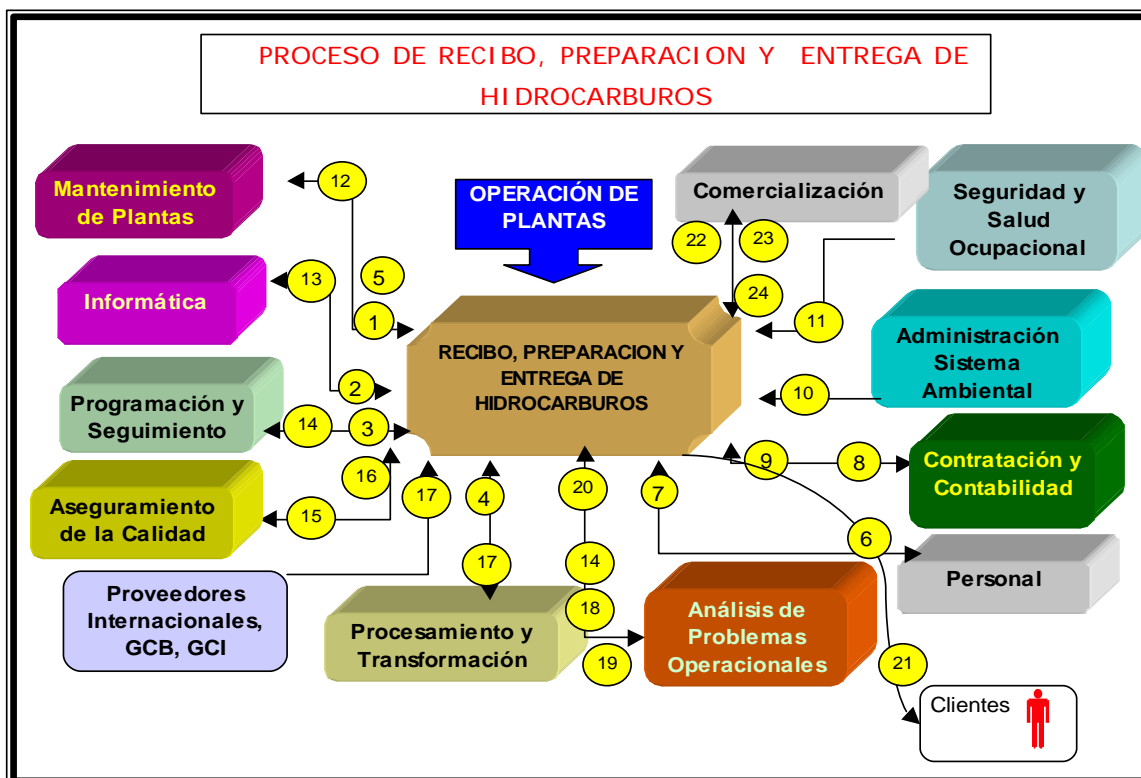 PROCESO DE RECIBO, PREPARACION Y ENTREGA DE
HIDROCARBUROS
Mantenimiento
de Plantas
12
OPERACIÓN DE
PLANTAS
Comercialización
Seguridad y
Salud
Ocupacional
22
23
5
13
Informática
1
24
11
RECIBO, PREPARACION Y
ENTREGA DE
HIDROCARBUROS
Administración
Sistema
Ambiental
2
10
Programación y
Seguimiento
14
3
16
9
8
Contratación y
Contabilidad
17
4
20
7
Aseguramiento
de la Calidad
15
6
Personal
17
14
Proveedores
Internacionales,
GCB, GCI
Procesamiento y
Transformación
18
19
Análisis de
Problemas
Operacionales
21
Clientes